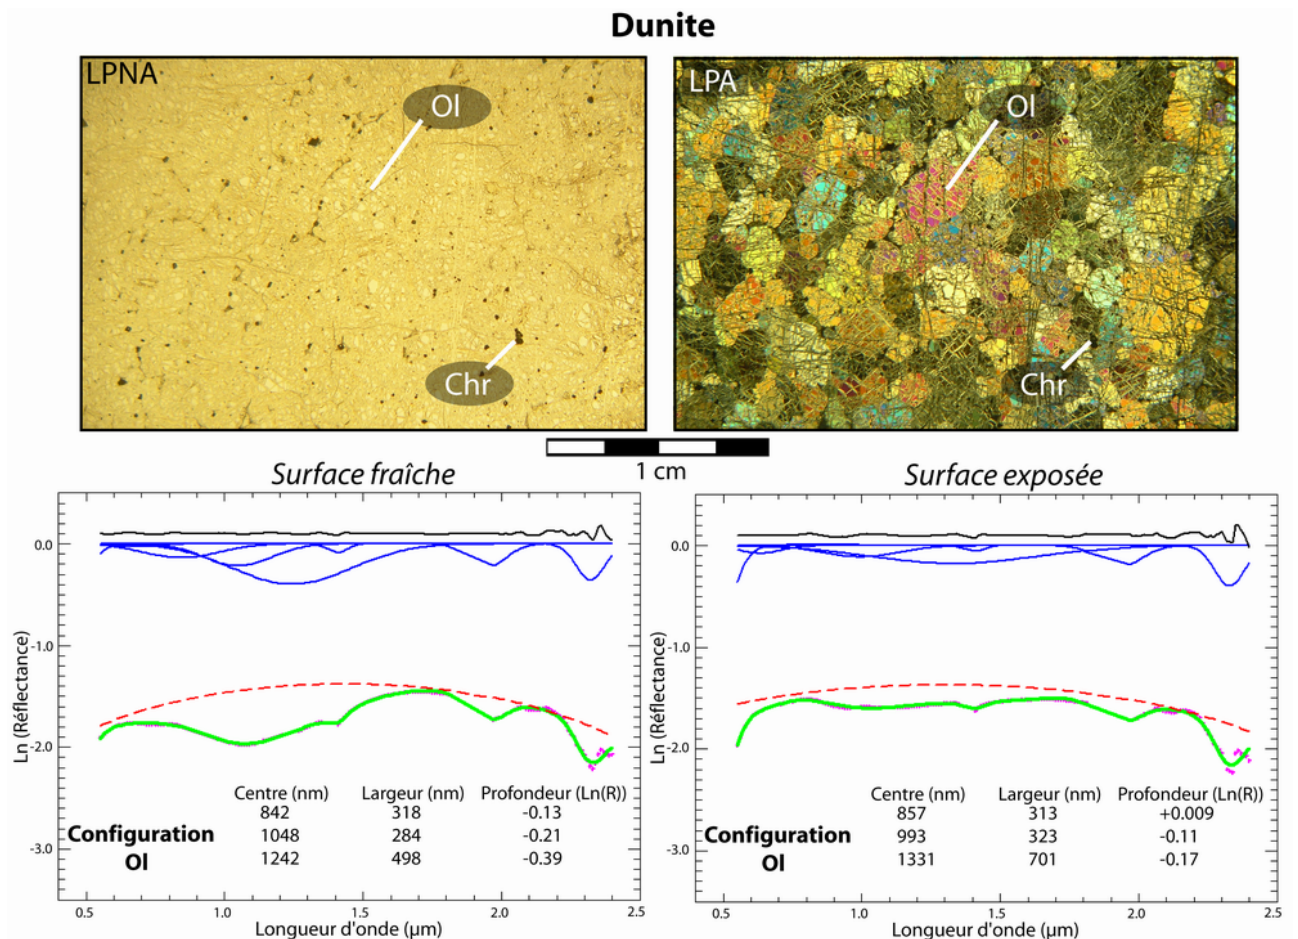 Dunite
LPNA
Ol
Chr
LPA
Ol
Chr
1 cm
Surface fraîche
Surface exposée
Ln (Réflectance)
0.0
-1.0
-2.0
-3.0
Centre (nm) Largeur (nm) Profondeur (Ln(R))
842 318 -0.13
Configuration 1048 284 -0.21
Ol 1242 498 -0.39
0.5 1.0 1.5 2.0 2.5
Longueur d'onde (µm)
Ln (Réflectance)
0.0
-1.0
-2.0
-3.0
Centre (nm) Largeur (nm) Profondeur (Ln(R))
857 313 +0.009
Configuration 993 323 -0.11
Ol 1331 701 -0.17
0.5 1.0 1.5 2.0 2.5
Longueur d'onde (µm)